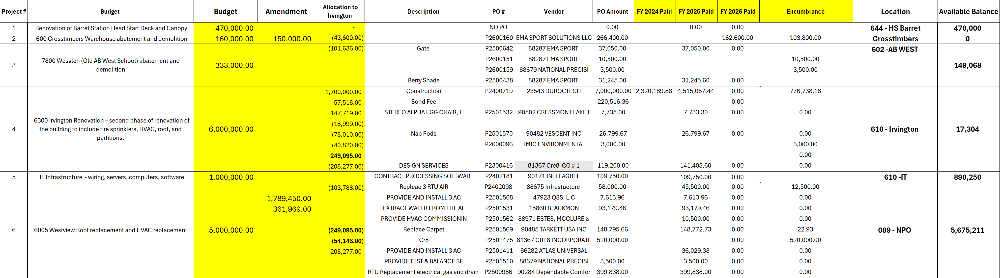 Project # Budget Budget Amendment Allocation to Irvington Description PO # Vendor PO Amount FY 2024 Paid FY 2025 Paid FY 2026 Paid Encumbrance Location Available Balance
1 Renovation of Barret Station Head Start Deck and Canopy 470,000.00 - NO PO 0.00 0.00 0.00 644 - HS Barret 470,000
2 600 Crosstimbers Warehouse abatement and demolition 160,000.00 150,000.00 (43,600.00) P2600160 EMA SPORT SOLUTIONS LLC 266,400.00 162,600.00 103,800.00 Crosstimbers 0
(101,636.00) Gate P2500642 88287 EMA SPORT 37,050.00 37,050.00 0.00 602 -AB WEST
P2600151 88287 EMA SPORT 10,500.00 10,500.00
3 7800 Wesglen (Old AB West School) abatement and demolition 333,000.00 149,068
P2600159 88679 NATIONAL PRECISI 3,500.00 3,500.00
Berry Shade P2500438 88287 EMA SPORT 31,245.00 31,245.60 0.00
1,700,000.00 Construction P2400719 23543 DUROCTECH 7,000,000.00 2,320,189.88 4,515,057.44 0.00 776,738.18
57,518.00 Bond Fee 220,516.36 0.00
147,719.00 STEREO ALPHA EGG CHAIR, E P2501532 90502 CRESSMONT LAKE I 7,735.00 7,733.30 0.00 0.00
(18,999.00)
4 6300 Irvington Renovation – second phase of renovation of the building to include fire sprinklers, HVAC, roof, and partitions. 6,000,000.00 610 - Irvington 17,304
(78,010.00) Nap Pods P2501570 90482 VESCENT INC 26,799.67 26,799.67 0.00 0.00
(40,820.00) P2600096 TMIC ENVIRONMENTAL 3,000.00 3,000.00
249,095.00 0.00
(208,277.00) DESIGN SERVICES P2300416 81367 Cre8 CO # 1 119,200.00 141,403.60 0.00 0.00
5 IT Infrastructure - wiring, servers, computers, software 1,000,000.00 CONTRACT PROCESSING SOFTWARE P2402181 90171 INTELAGREE 109,750.00 109,750.00 0.00 610 -IT 890,250
(103,788.00) Replcae 3 RTU AIR P2402098 88675 Infrastucture 58,000.00 45,500.00 0.00 12,500.00
1,789,450.00 PROVIDE AND INSTALL 3 AC P2501508 47923 QSS, L.C 7,613.96 7,613.96 0.00 0.00
361,969.00 EXTRACT WATER FROM THE AF P2501531 15860 BLACKMON 93,179.46 93,179.46 0.00 0.00
PROVIDE HVAC COMMISSIONIN P2501562 88971 ESTES, MCCLURE & 10,500.00 0.00 0.00
6 6005 Westview Roof replacement and HVAC replacement 5,000,000.00 (249,095.00) Replace Carpet P2501569 90485 TARKETT USA INC 148,795.66 148,772.73 0.00 22.93 089 - NPO 5,675,211
(54,146.00) Cr8 P2502475 81367 CRE8 INCORPORATE 520,000.00 0.00 520,000.00
208,277.00 PROVIDE AND INSTALL 3 AC P2501411 86282 ATLAS UNIVERSAL 36,029.38 0.00 0.00
PROVIDE TEST & BALANCE SE P2501510 88679 NATIONAL PRECISI 3,500.00 3,500.00 0.00 0.00
RTU Replacement electrical gas and drain P2500986 90284 Dependable Comfor 399,838.00 399,838.00 0.00 0.00